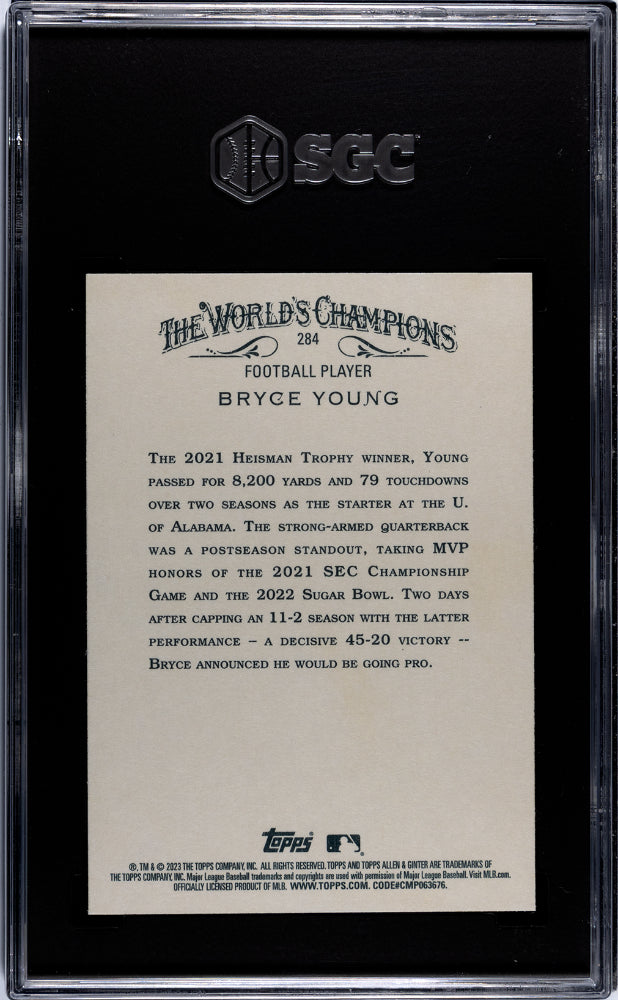 SGC
THE WORLD'S CHAMPIONS
284
FOOTBALL PLAYER
BRYCE YOUNG
THE 2021 HEISMAN TROPHY WINNER, YOUNG
PASSED FOR 8,200 YARDS AND 79 TOUCHDOWNS
OVER TWO SEASONS AS THE STARTER AT THE U.
OF ALABAMA. THE STRONG-ARMED QUARTERBACK
WAS A POSTSEASON STANDOUT, TAKING MVP
HONORS OF THE 2021 SEC CHAMPIONSHIP
GAME AND THE 2022 SUGAR BOWL. TWO DAYS
AFTER CAPPING AN 11-2 SEASON WITH THE LATTER
PERFORMANCE – A DECISIVE 45-20 VICTORY --
BRYCE ANNOUNCED HE WOULD BE GOING PRO.
topps
®, TM & © 2023 THE TOPPS COMPANY, INC. ALL RIGHTS RESERVED. TOPPS AND TOPPS ALLEN & GINTER ARE TRADEMARKS OF
THE TOPPS COMPANY, INC. Major League Baseball trademarks and copyrights are used with permission of Major League Baseball. Visit MLB.com.
OFFICIALLY LICENSED PRODUCT OF MLB. WWW.TOPPS.COM. CODE#CMP063676.